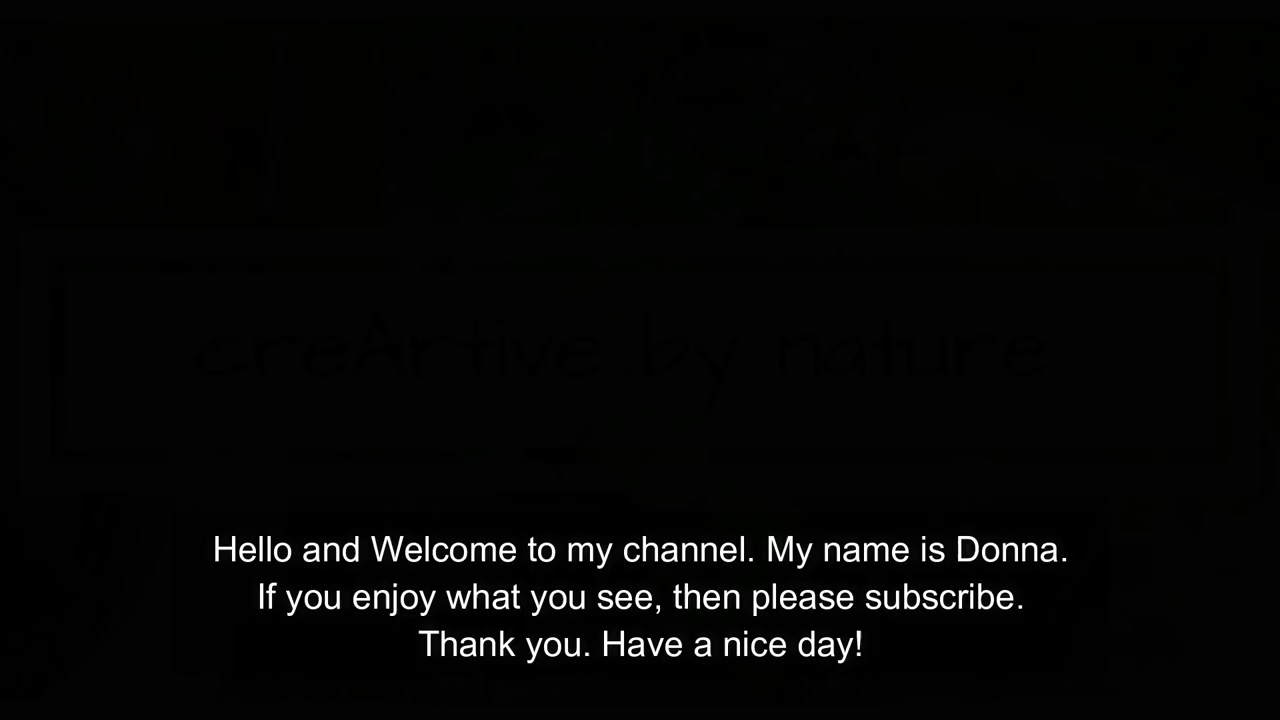 creArtive by nature
Hello and Welcome to my channel. My name is Donna.
If you enjoy what you see, then please subscribe.
Thank you. Have a nice day!